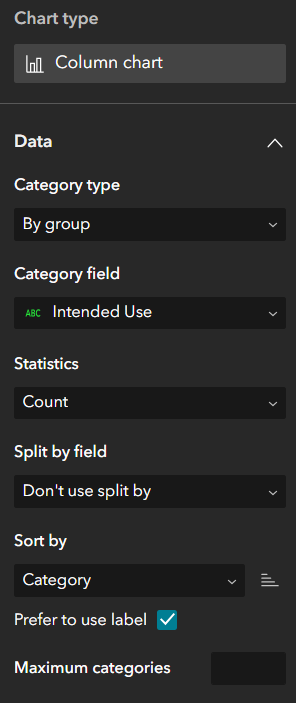 Chart type
Column chart
Data
Category type
By group
Category field
ABC Intended Use
Statistics
Count
Split by field
Don't use split by
Sort by
Category
Prefer to use label
Maximum categories